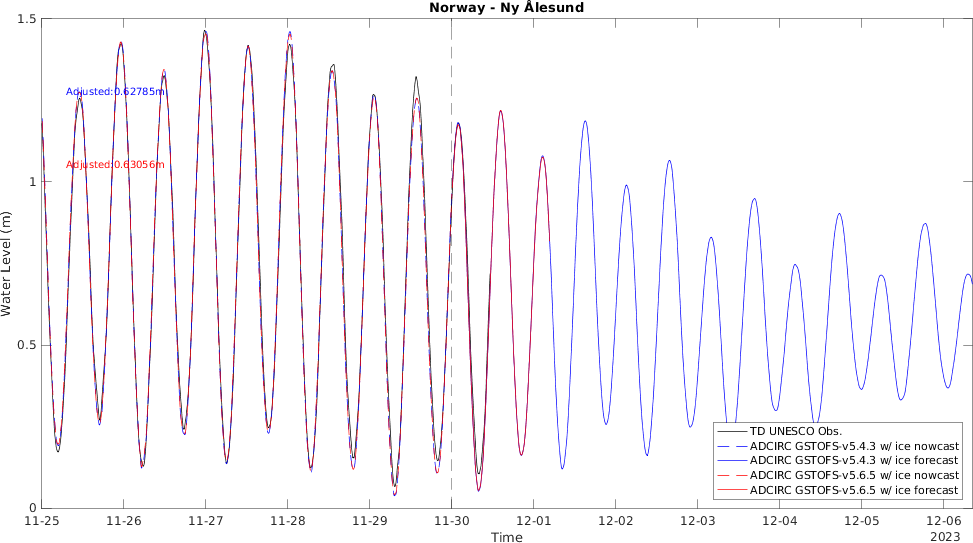 Norway - Ny Ålesund
1.5
Adjusted:0.62785m
Adjusted:0.63056m
1
Water Level (m)
0.5
TD UNESCO Obs.
ADCIRC GSTOFS-v5.4.3 w/ ice nowcast
ADCIRC GSTOFS-v5.4.3 w/ ice forecast
ADCIRC GSTOFS-v5.6.5 w/ ice nowcast
ADCIRC GSTOFS-v5.6.5 w/ ice forecast
0
11-25 11-26 11-27 11-28 11-29 11-30 12-01 12-02 12-03 12-04 12-05 12-06
Time
2023